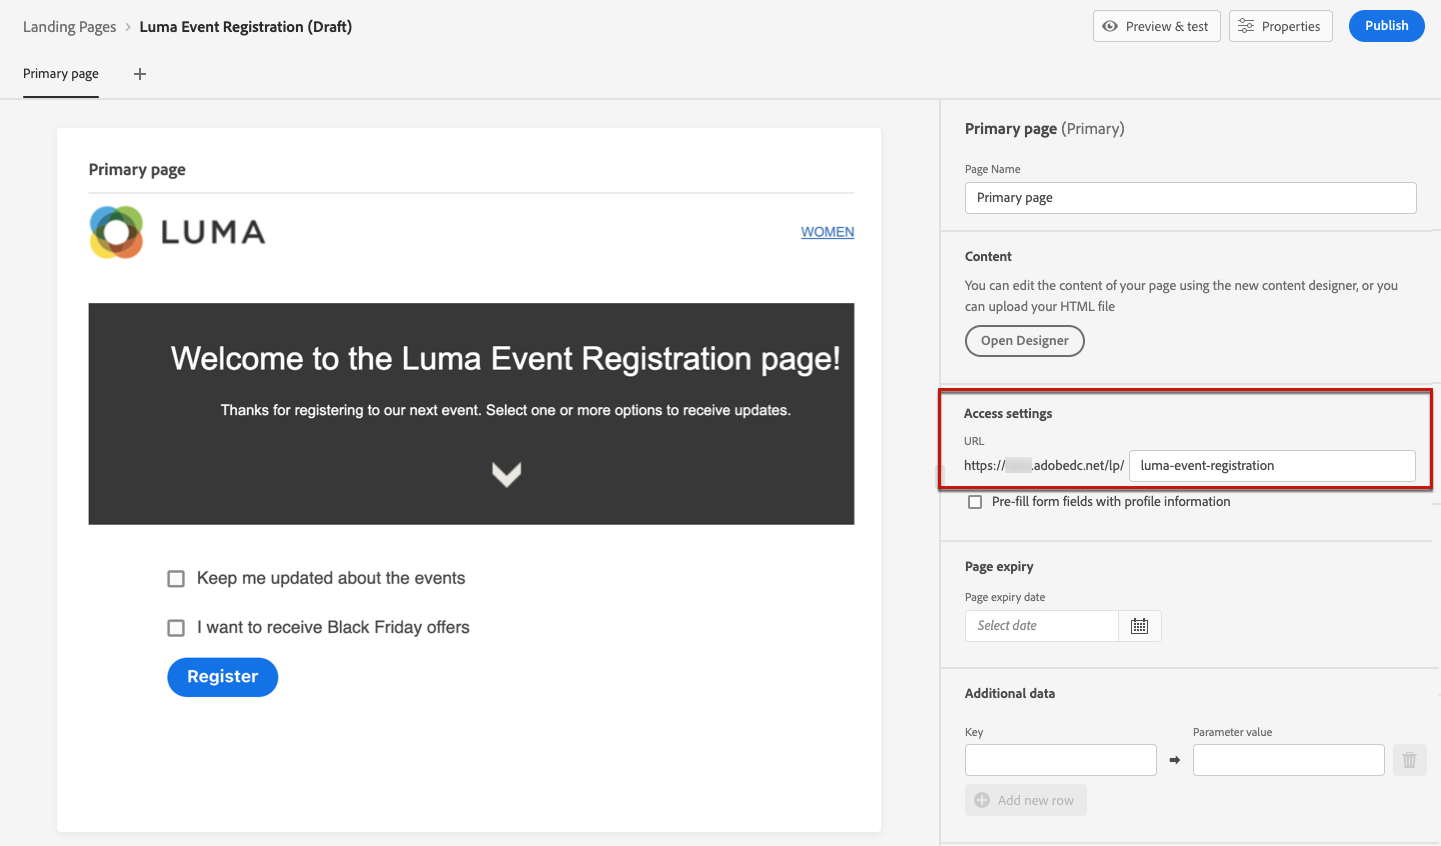 Landing Pages > Luma Event Registration (Draft)
Preview & test
Properties
Publish
Primary page
Primary page
LUMA
WOMEN
Welcome to the Luma Event Registration page!
Thanks for registering to our next event. Select one or more options to receive updates.
Keep me updated about the events
I want to receive Black Friday offers
Register
Primary page (Primary)
Page Name
Primary page
Content
You can edit the content of your page using the new content designer, or you
can upload your HTML file
Open Designer
Access settings
URL
https:// .adobedc.net/lp/ luma-event-registration
Pre-fill form fields with profile information
Page expiry
Page expiry date
Select date
Additional data
Key
Parameter value
Add new row